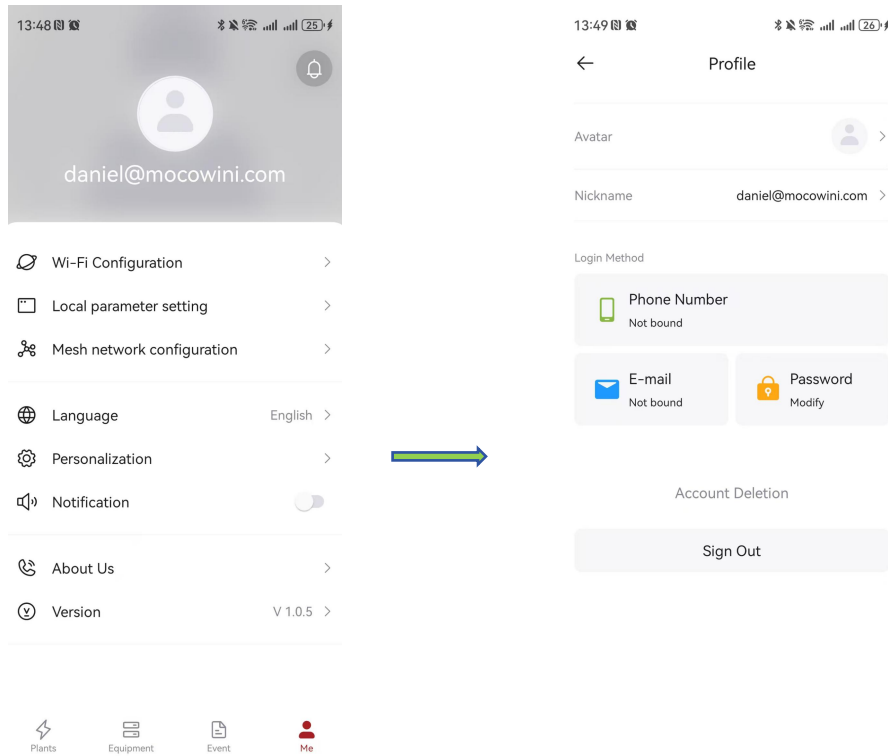 13:48
25
daniel@mocowini.com
Wi-Fi Configuration
Local parameter setting
Mesh network configuration
Language English
Personalization
Notification
About Us
Version V 1.0.5
Plants Equipment Event Me
13:49
26
Profile
Avatar
Nickname daniel@mocowini.com
Login Method
Phone Number
Not bound
E-mail
Not bound
Password
Modify
Account Deletion
Sign Out